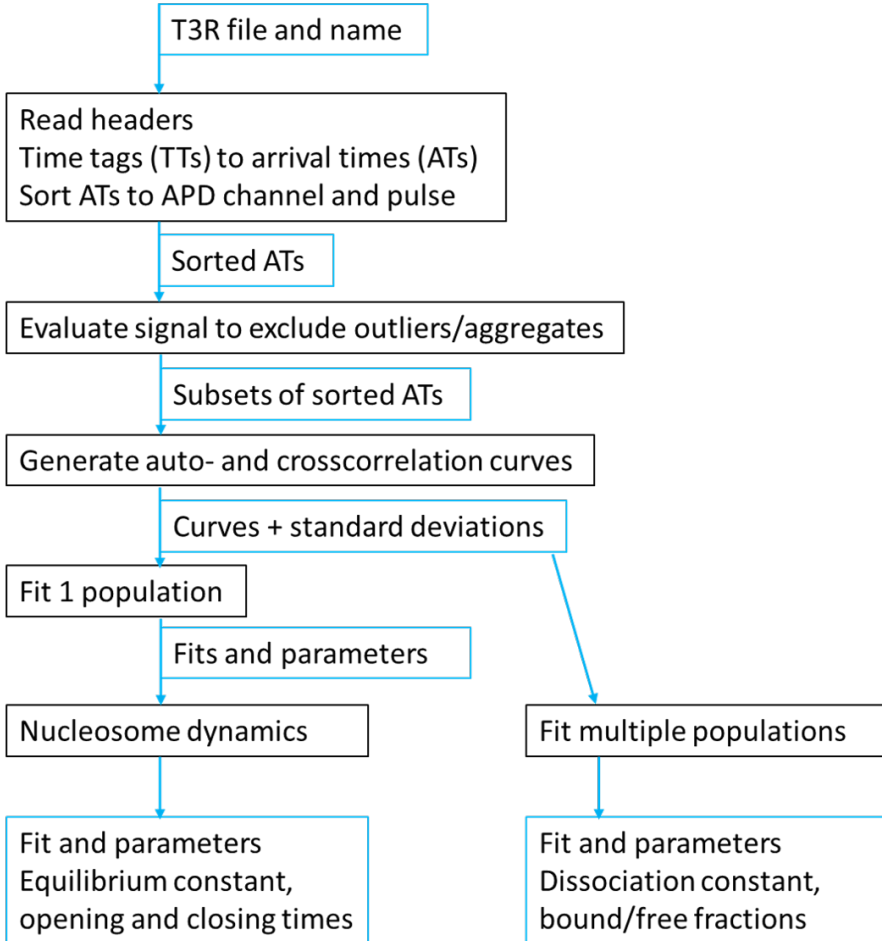 T3R file and name
Read headers
Time tags (TTs) to arrival times (ATs)
Sort ATs to APD channel and pulse
Sorted ATs
Evaluate signal to exclude outliers/aggregates
Subsets of sorted ATs
Generate auto- and crosscorrelation curves
Curves + standard deviations
Fit 1 population
Fits and parameters
Nucleosome dynamics
Fit multiple populations
Fit and parameters
Equilibrium constant,
opening and closing times
Fit and parameters
Dissociation constant,
bound/free fractions